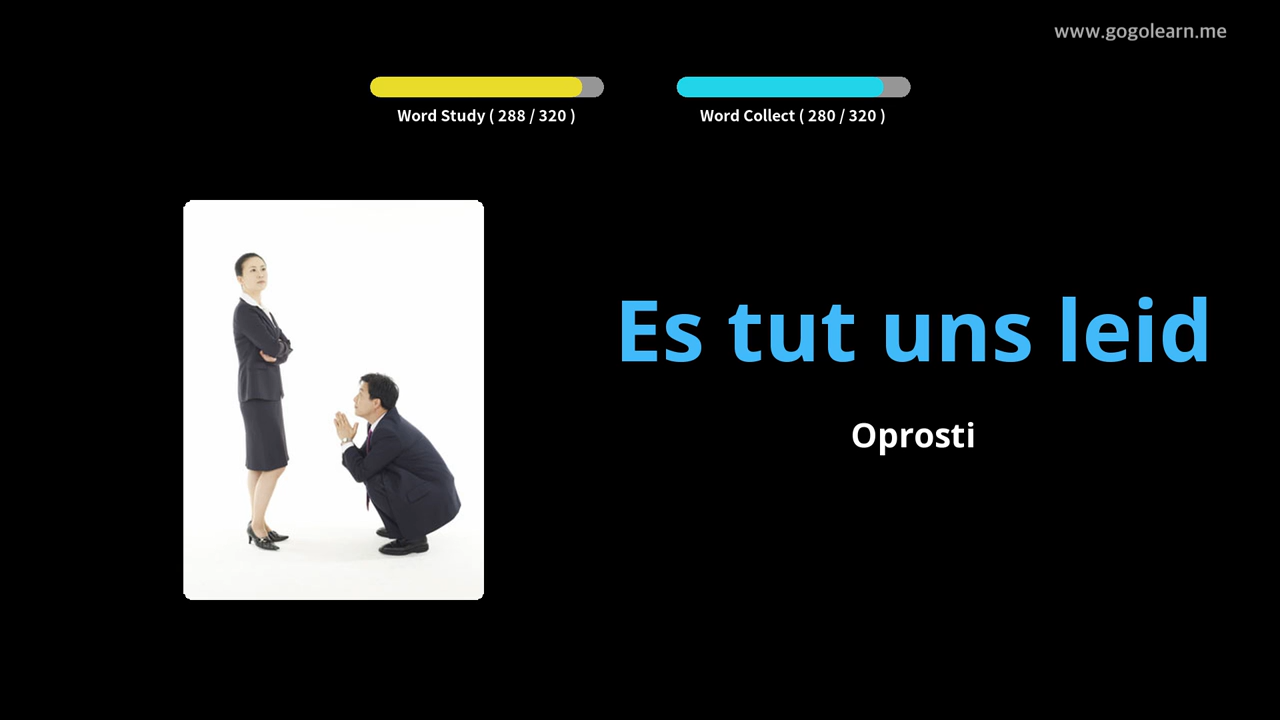 www.gogolearn.me
Word Study ( 288 / 320 )
Word Collect ( 280 / 320 )
Es tut uns leid
Oprosti